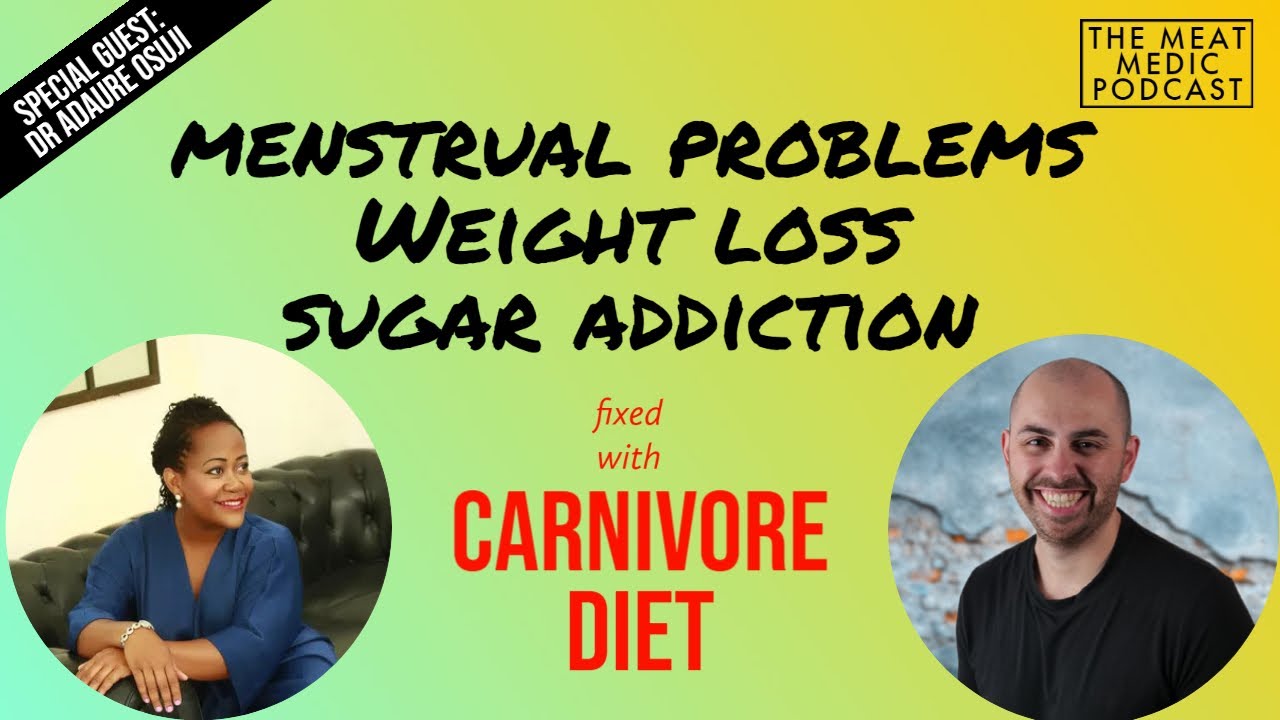 SPECIAL GUEST:
DR ADAURE OSUJI
THE MEAT
MEDIC
PODCAST
MENSTRUAL PROBLEMS
WEIGHT LOSS
SUGAR ADDICTION
fixed
with
CARNIVORE
DIET